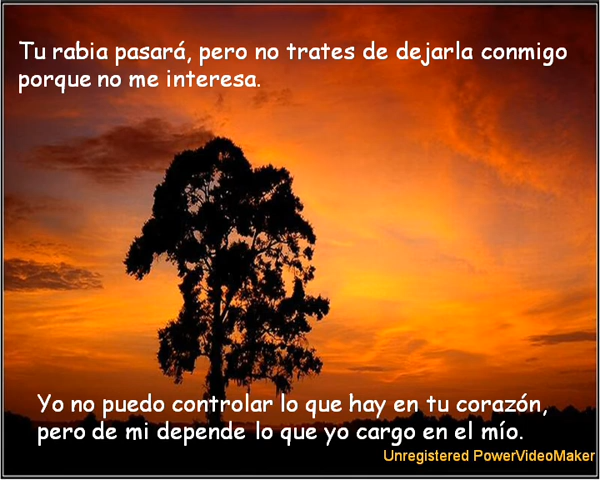 Tu rabia pasará, pero no trates de dejarla conmigo
porque no me interesa.
Yo no puedo controlar lo que hay en tu corazón,
pero de mi depende lo que yo cargo en el mío.
Unregistered PowerVideoMaker